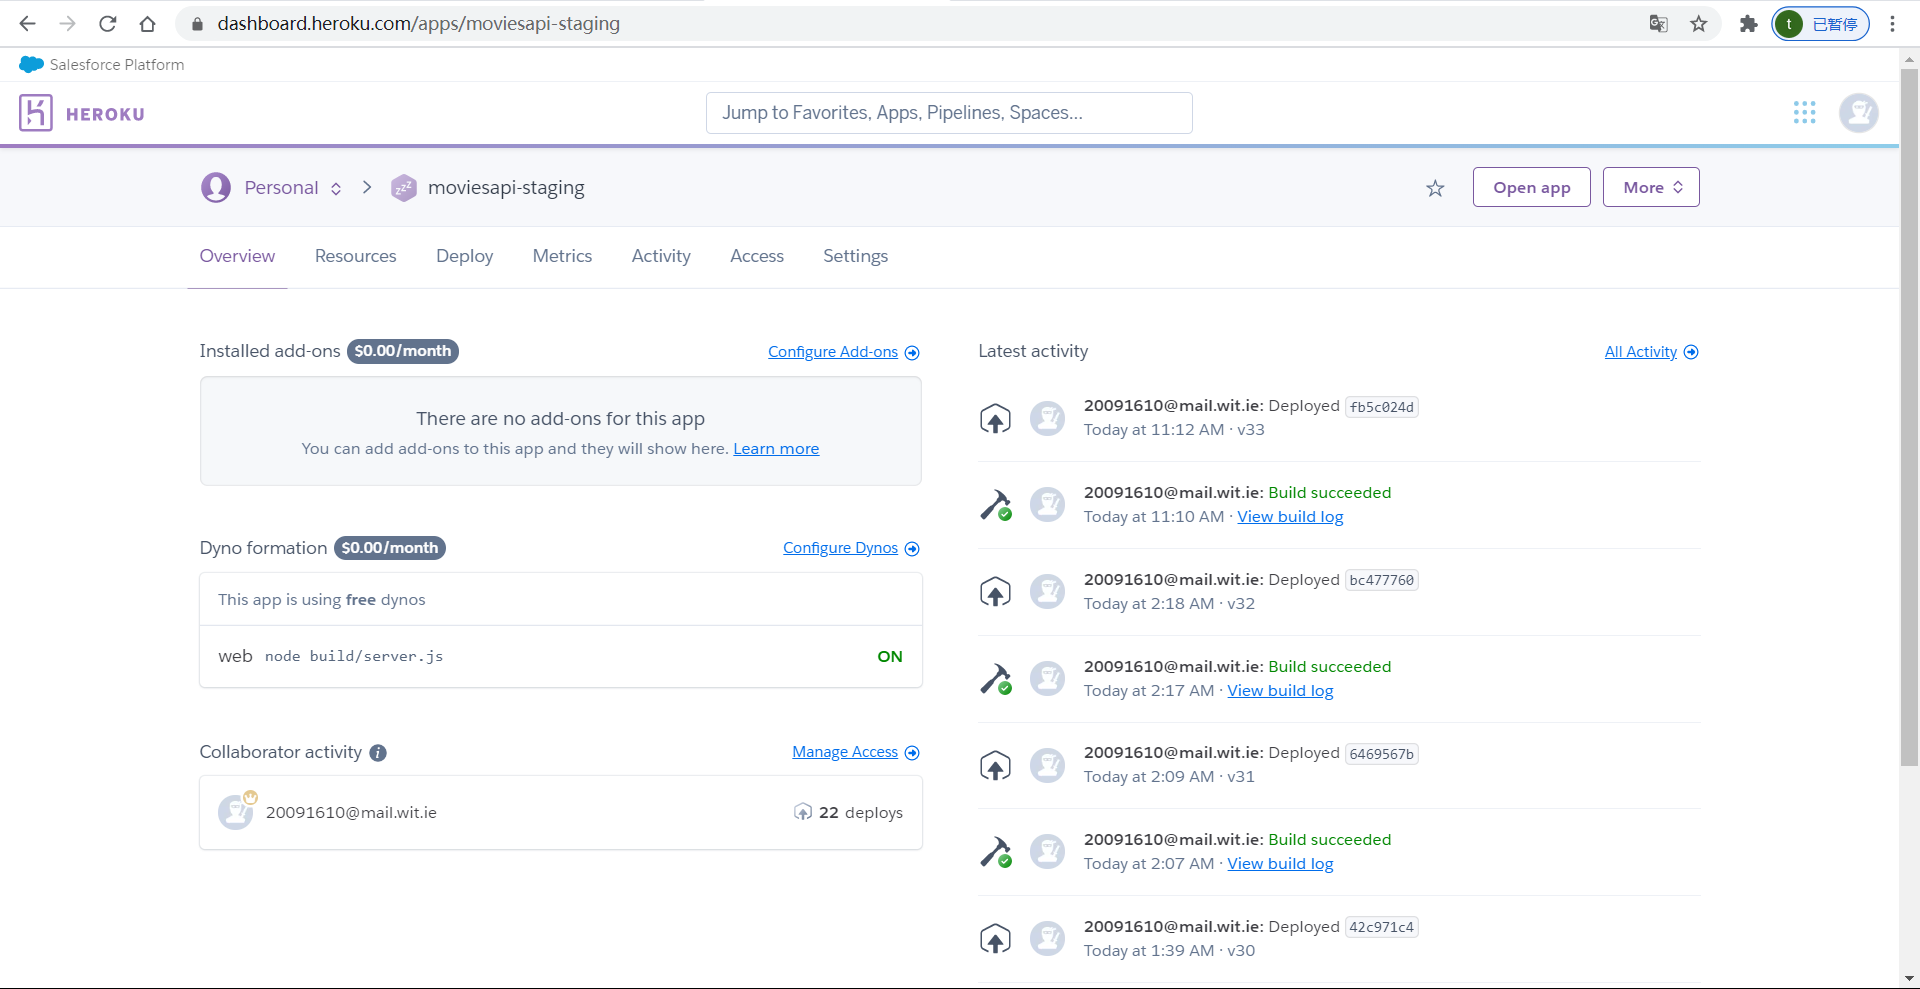 dashboard.heroku.com/apps/moviesapi-staging
t 已暂停
Salesforce Platform
HEROKU
Jump to Favorites, Apps, Pipelines, Spaces...
Personal
zzz
moviesapi-staging
Open app
More
Overview
Resources
Deploy
Metrics
Activity
Access
Settings
Installed add-ons $0.00/month
Configure Add-ons
There are no add-ons for this app
You can add add-ons to this app and they will show here. Learn more
Dyno formation $0.00/month
Configure Dynos
This app is using free dynos
web node build/server.js ON
Collaborator activity
Manage Access
20091610@mail.wit.ie 22 deploys
Latest activity
All Activity
20091610@mail.wit.ie: Deployed fb5c024d
Today at 11:12 AM · v33
20091610@mail.wit.ie: Build succeeded
Today at 11:10 AM · View build log
20091610@mail.wit.ie: Deployed bc477760
Today at 2:18 AM · v32
20091610@mail.wit.ie: Build succeeded
Today at 2:17 AM · View build log
20091610@mail.wit.ie: Deployed 6469567b
Today at 2:09 AM · v31
20091610@mail.wit.ie: Build succeeded
Today at 2:07 AM · View build log
20091610@mail.wit.ie: Deployed 42c971c4
Today at 1:39 AM · v30